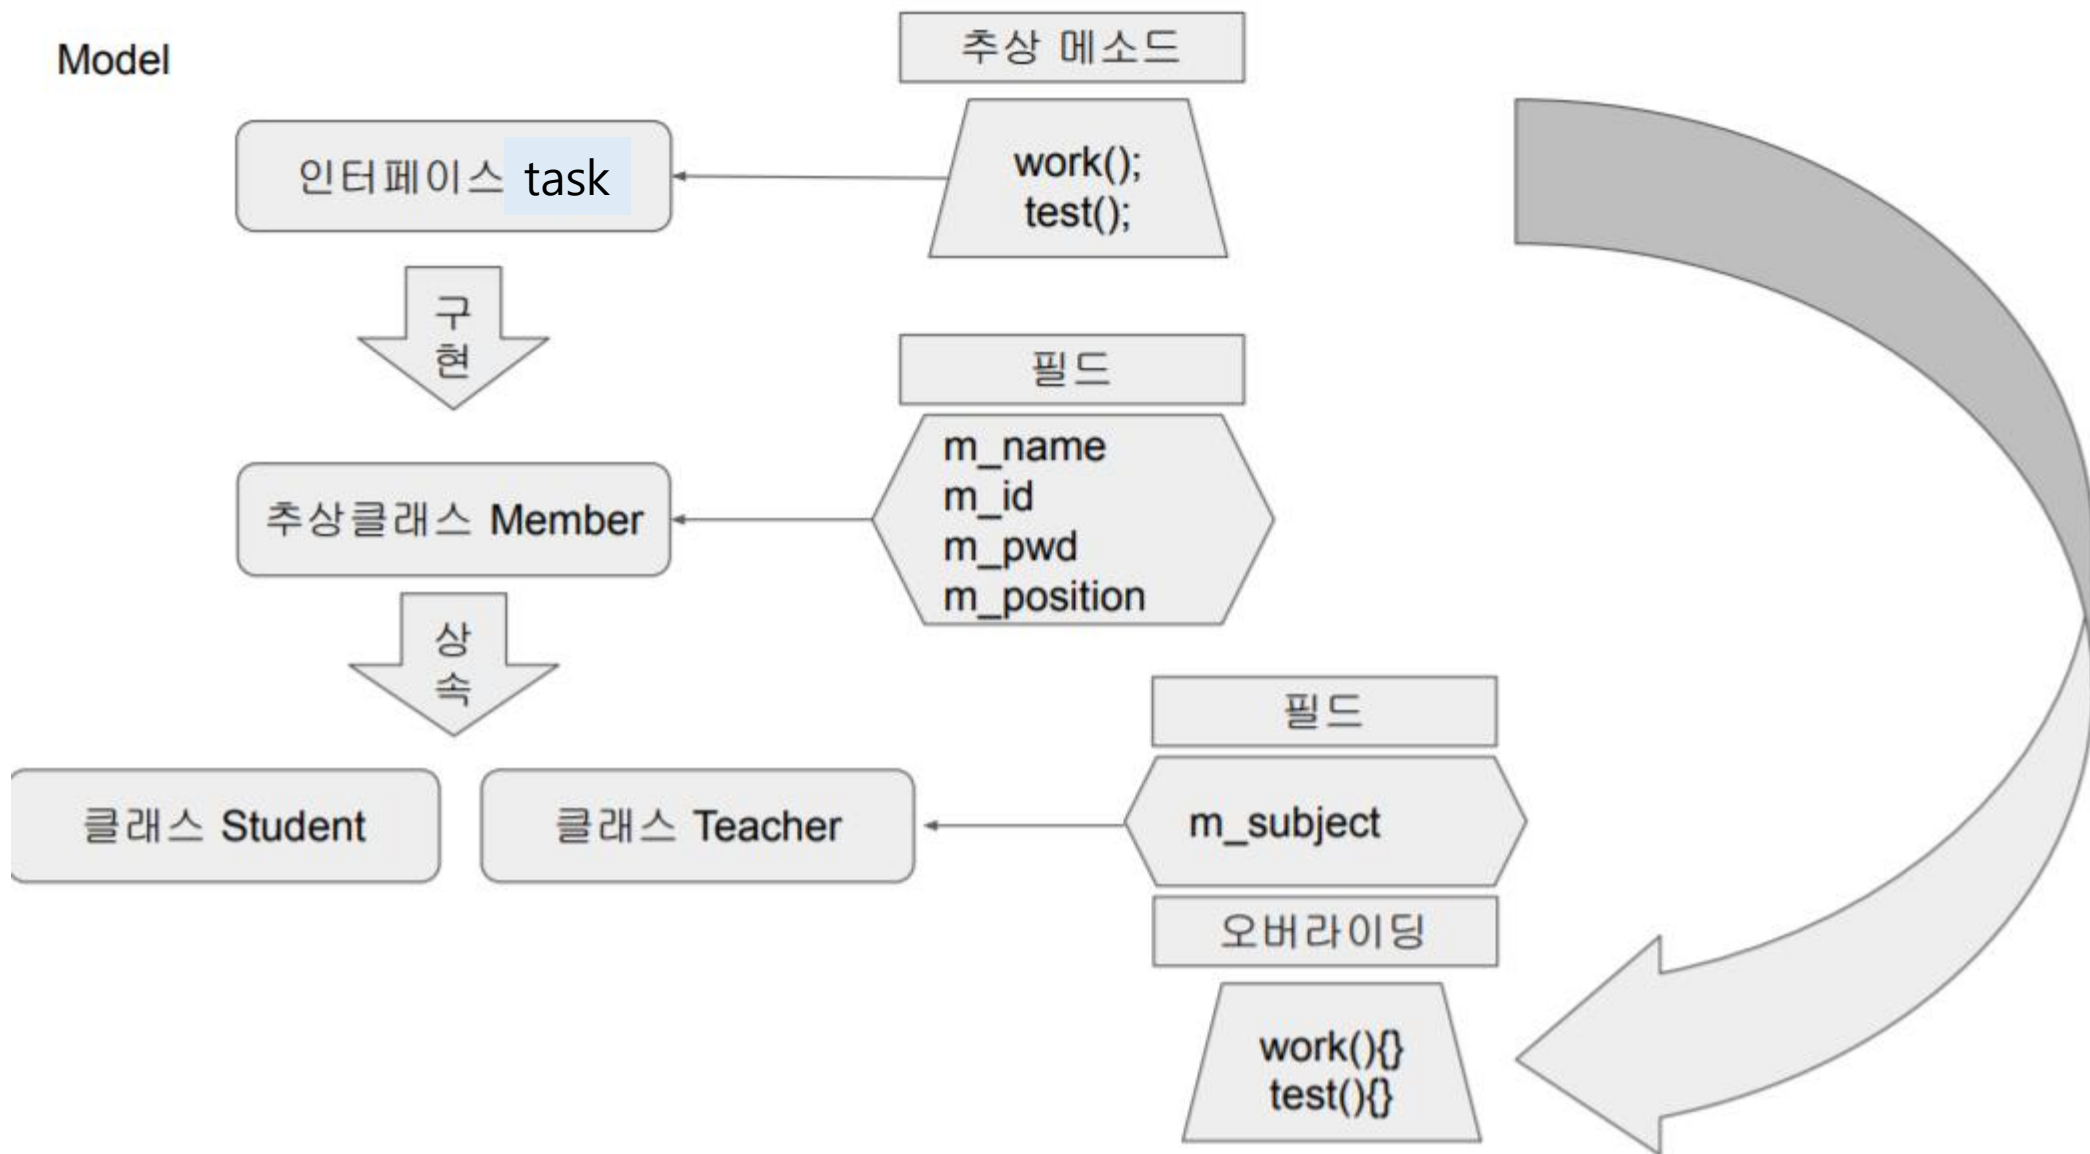 Model
추상 메소드
인터페이스 task
work();
test();
구
현
필드
추상클래스 Member
m_name
m_id
m_pwd
m_position
상
속
클래스 Student
클래스 Teacher
필드
m_subject
오버라이딩
work(){}
test(){}